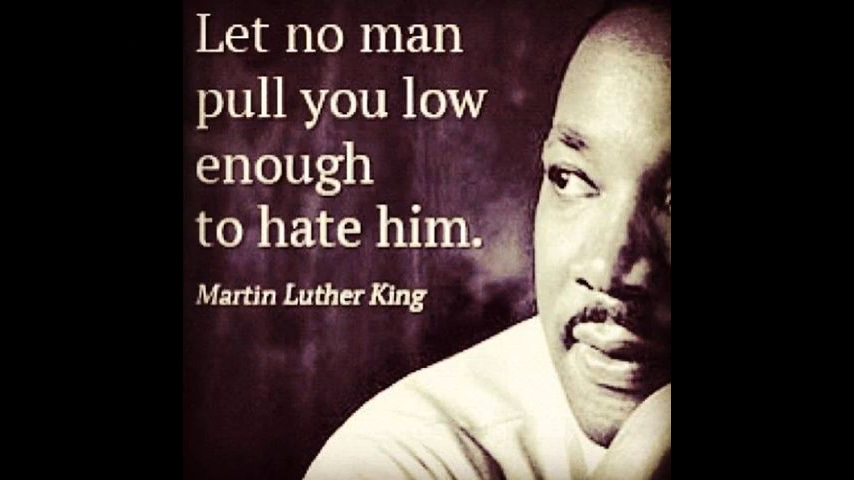 Let no man
pull you low
enough
to hate him.
Martin Luther King